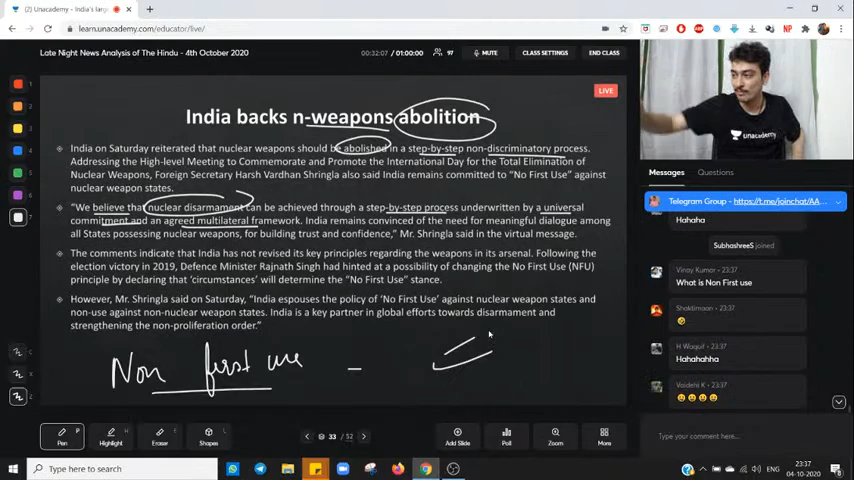 Unacademy - India's larg
learn.unacademy.com/educator/live/
NP
Late Night News Analysis of The Hindu - 4th October 2020
00:32:07 / 01:00:00
97
MUTE
CLASS SETTINGS
END CLASS
LIVE
India backs n-weapons abolition
India on Saturday reiterated that nuclear weapons should be abolished in a step-by-step non-discriminatory process.
Addressing the High-level Meeting to Commemorate and Promote the International Day for the Total Elimination of
Nuclear Weapons, Foreign Secretary Harsh Vardhan Shringla also said India remains committed to “No First Use” against
nuclear weapon states.
“We believe that nuclear disarmament can be achieved through a step-by-step process underwritten by a universal
commitment and an agreed multilateral framework. India remains convinced of the need for meaningful dialogue among
all States possessing nuclear weapons, for building trust and confidence,” Mr. Shringla said in the virtual message.
The comments indicate that India has not revised its key principles regarding the weapons in its arsenal. Following the
election victory in 2019, Defence Minister Rajnath Singh had hinted at a possibility of changing the No First Use (NFU)
principle by declaring that ‘circumstances’ will determine the “No First Use” stance.
However, Mr. Shringla said on Saturday, “India espouses the policy of ‘No First Use’ against nuclear weapon states and
non-use against non-nuclear weapon states. India is a key partner in global efforts towards disarmament and
strengthening the non-proliferation order.”
Non first use -
1
2
3
4
5
6
7
C
X
Z
Pen
Highlight
Eraser
Shapes
33 / 52
Add Slide
Poll
Zoom
More
unacademy
Messages
Questions
Telegram Group - https://t.me/joinchat/AA...
Hahaha
SubhashreeS joined
Vinay Kumar • 23:37
What is Non First use
Shaktimaan • 23:37
H Waquif • 23:37
Hahahahha
Vaidehi K • 23:37
Type your comment
Type here to search
ENG
23:37
04-10-2020